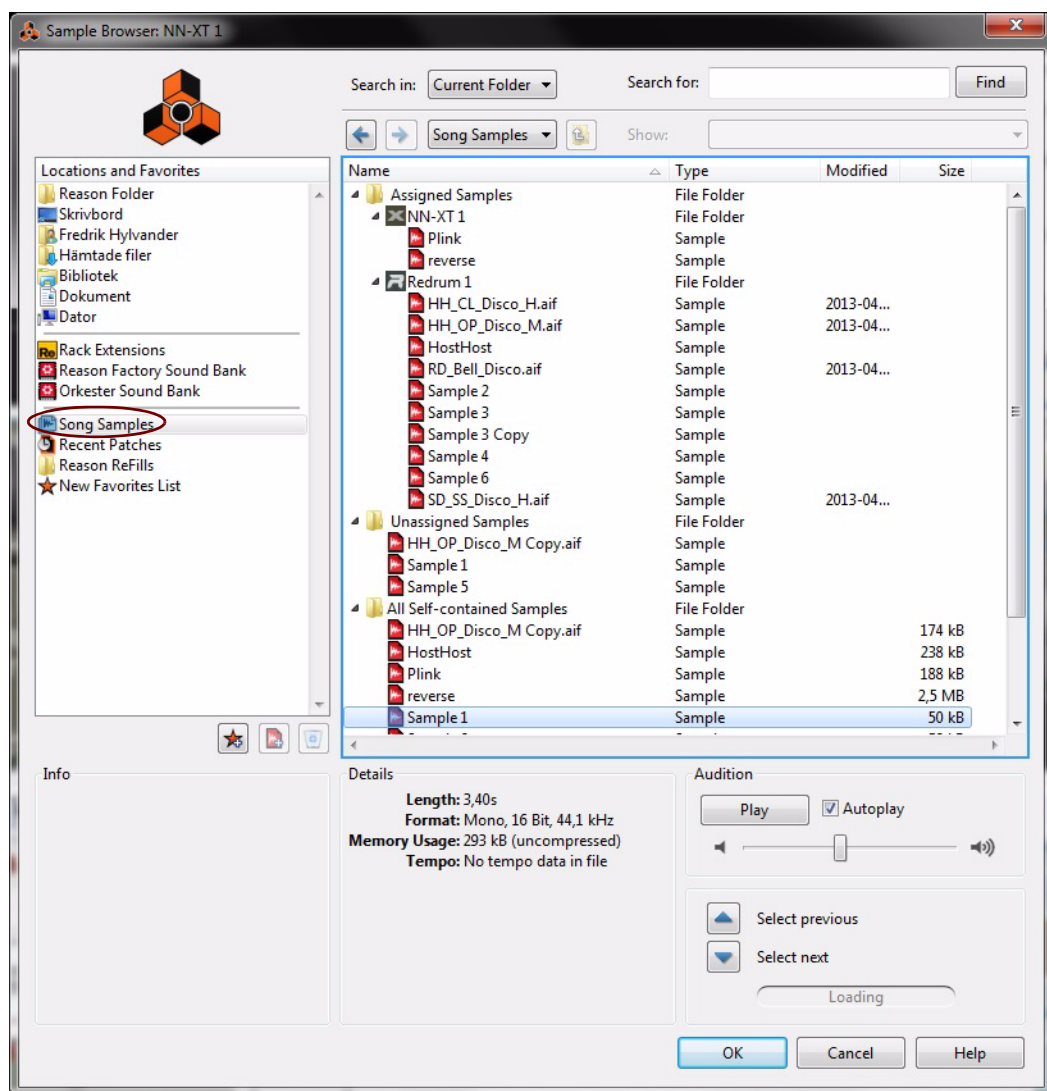 Sample Browser: NN-XT 1
Search in: Current Folder Search for: Find
Song Samples Show:
Locations and Favorites
Reason Folder
Skrivbord
Fredrik Hylvander
Hämtade filer
Bibliotek
Dokument
Dator
Rack Extensions
Reason Factory Sound Bank
Orkester Sound Bank
Song Samples
Recent Patches
Reason ReFills
New Favorites List
Name Type Modified Size
Assigned Samples File Folder
NN-XT 1 File Folder
Plink Sample
reverse Sample
Redrum 1 File Folder
HH_CL_Disco_H.aif Sample 2013-04...
HH_OP_Disco_M.aif Sample 2013-04...
HostHost Sample
RD_Bell_Disco.aif Sample 2013-04...
Sample 2 Sample
Sample 3 Sample
Sample 3 Copy Sample
Sample 4 Sample
Sample 6 Sample
SD_SS_Disco_H.aif Sample 2013-04...
Unassigned Samples File Folder
HH_OP_Disco_M Copy.aif Sample
Sample 1 Sample
Sample 5 Sample
All Self-contained Samples File Folder
HH_OP_Disco_M Copy.aif Sample 174 kB
HostHost Sample 238 kB
Plink Sample 188 kB
reverse Sample 2,5 MB
Sample 1 Sample 50 kB
Info
Details
Length: 3,40s
Format: Mono, 16 Bit, 44,1 kHz
Memory Usage: 293 kB (uncompressed)
Tempo: No tempo data in file
Audition
Play Autoplay
Select previous
Select next
Loading
OK Cancel Help